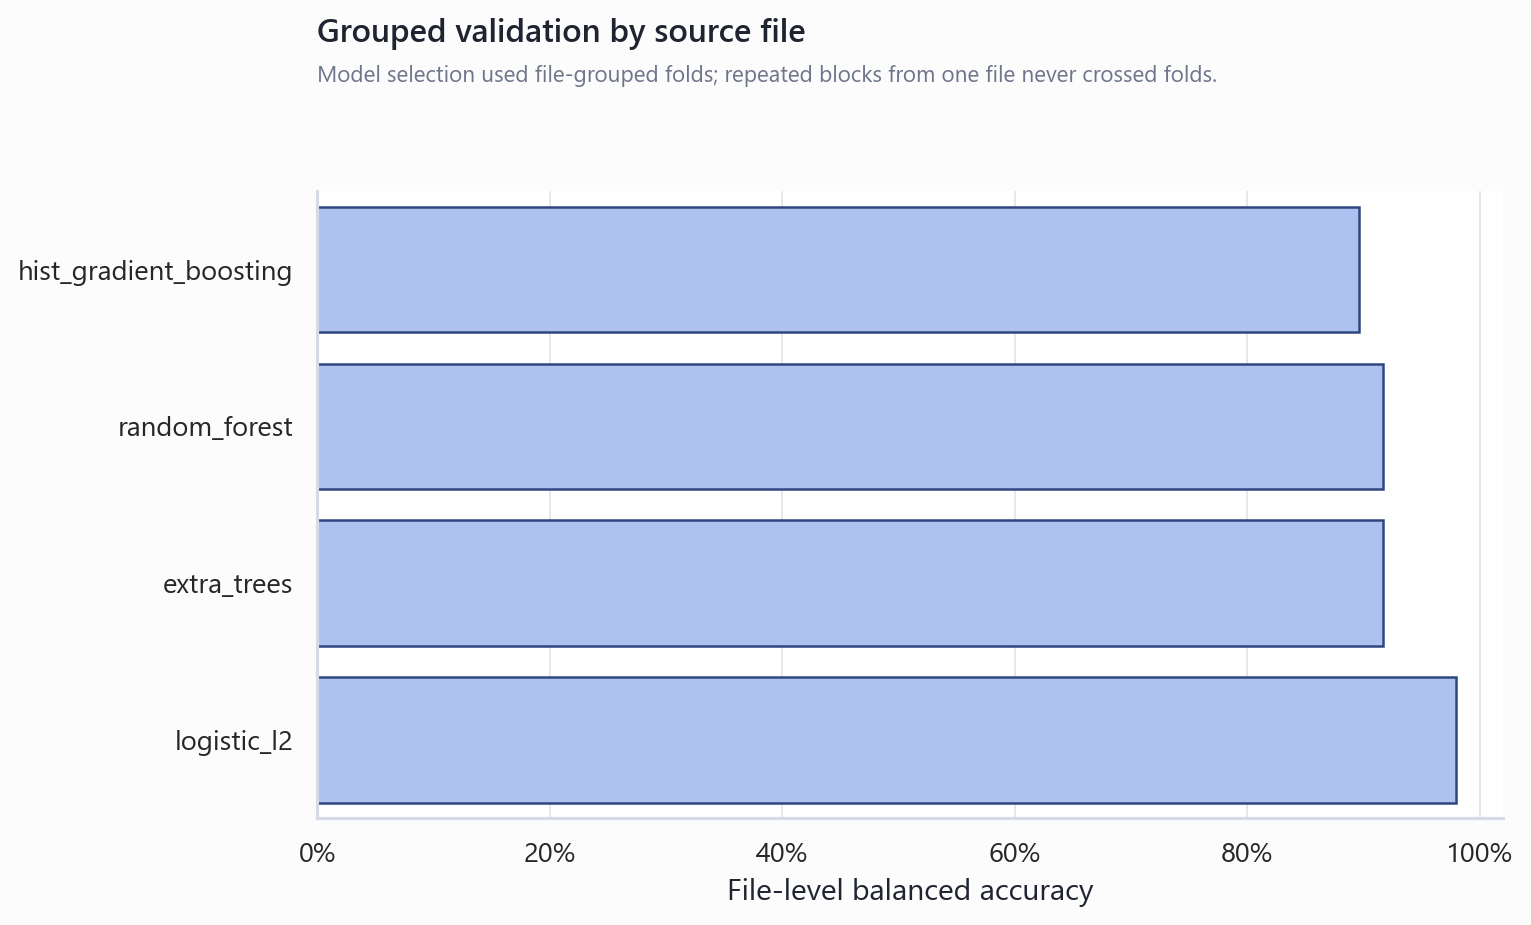 Grouped validation by source file
Model selection used file-grouped folds; repeated blocks from one file never crossed folds.
hist_gradient_boosting
random_forest
extra_trees
logistic_l2
0% 20% 40% 60% 80% 100%
File-level balanced accuracy